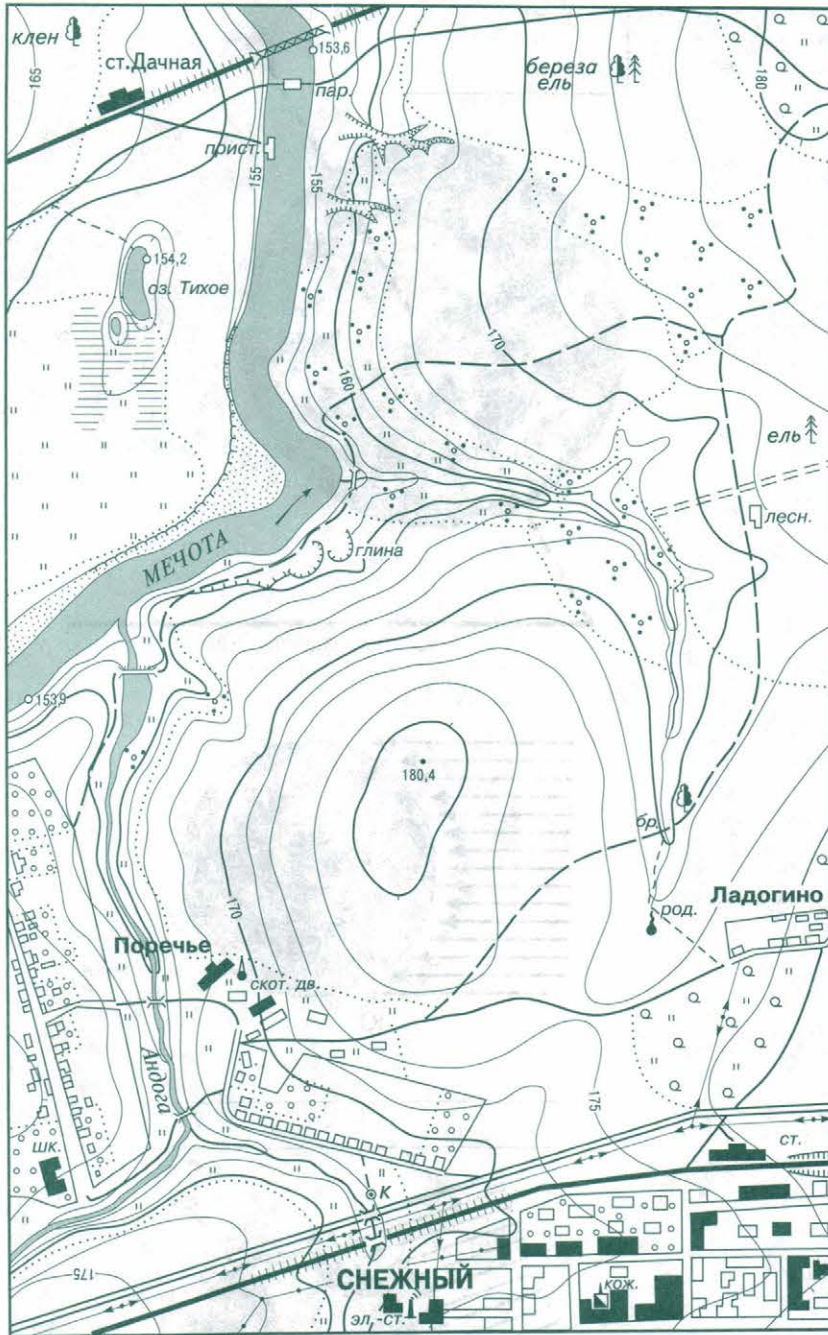 клен
165
ст.Дачная
153,6
пар.
береза
ель
180
прист.
155
155
154,2
оз. Тихое
170
160
ель
лесн.
глина
МЕЧОТА
153,9
180,4
бр.
род.
Ладогино
170
Поречье
скот. дв.
Андога
175
шк.
К
ст.
175
СНЕЖНЫЙ
эл.-ст.
кож.